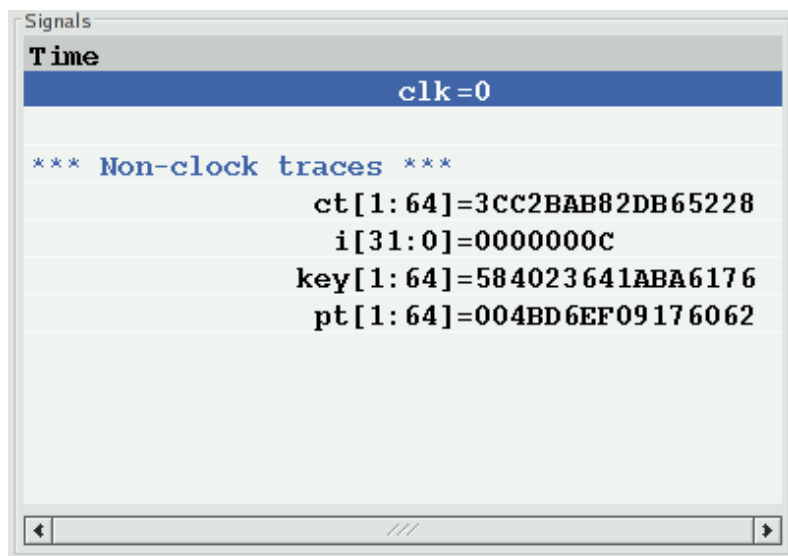 Signals
Time
clk=0
*** Non-clock traces ***
ct[1:64]=3CC2BAB82DB65228
i[31:0]=0000000C
key[1:64]=584023641ABA6176
pt[1:64]=004BD6EF09176062